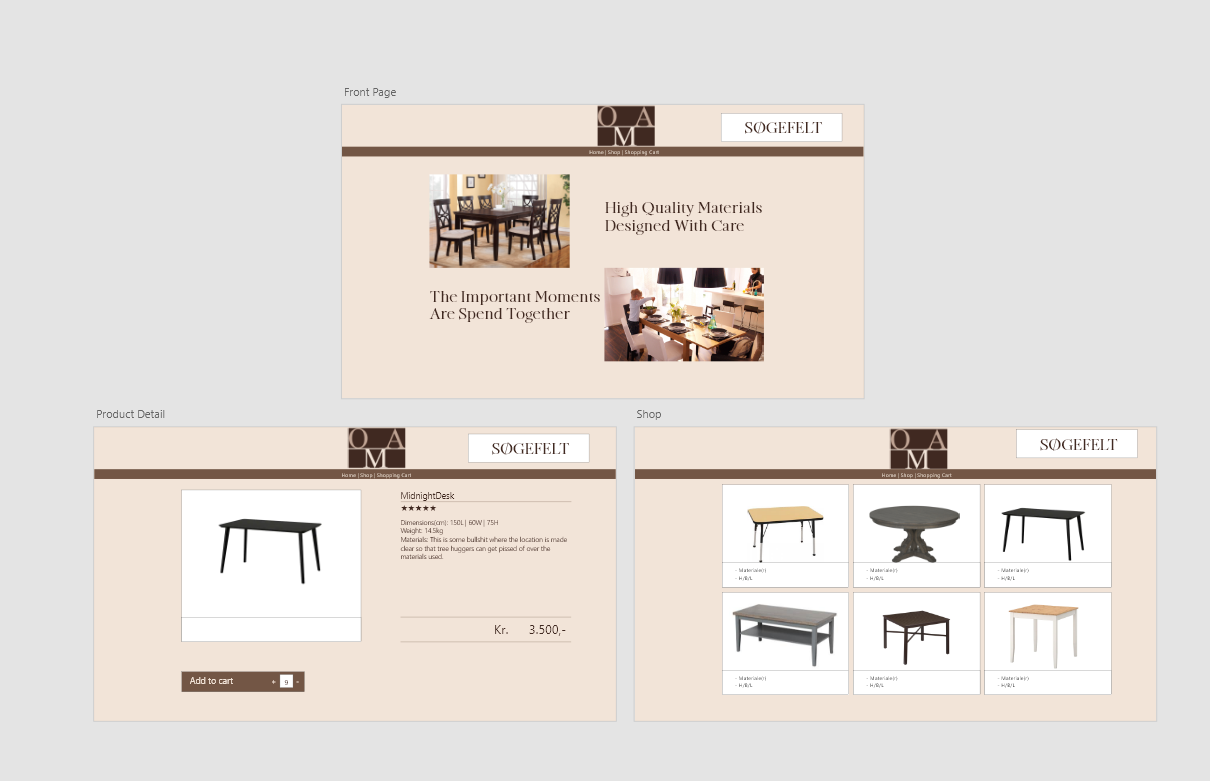 Front Page
O A
M
SØGEFELT
Home | Shop | Shopping Cart
High Quality Materials
Designed With Care
The Important Moments
Are Spend Together
Product Detail
O A
M
SØGEFELT
Home | Shop | Shopping Cart
MidnightDesk
★★★★★
Dimensions(cm): 150L | 60W | 75H
Weight: 14.5kg
Materials: This is some bullshit where the location is made
clear so that tree huggers can get pissed of over the
materials used.
Kr. 3.500,-
Add to cart + 9 -
Shop
O A
M
SØGEFELT
Home | Shop | Shopping Cart
- Materiale(r)
- H/B/L
- Materiale(r)
- H/B/L
- Materiale(r)
- H/B/L
- Materiale(r)
- H/B/L
- Materiale(r)
- H/B/L
- Materiale(r)
- H/B/L